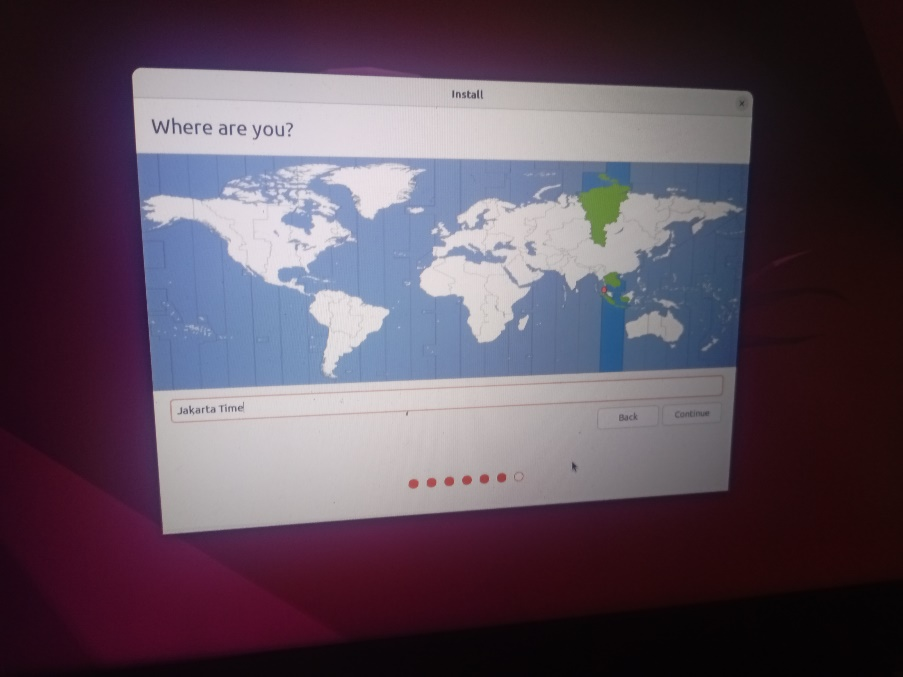 Install
Where are you?
Jakarta Time
Back
Continue